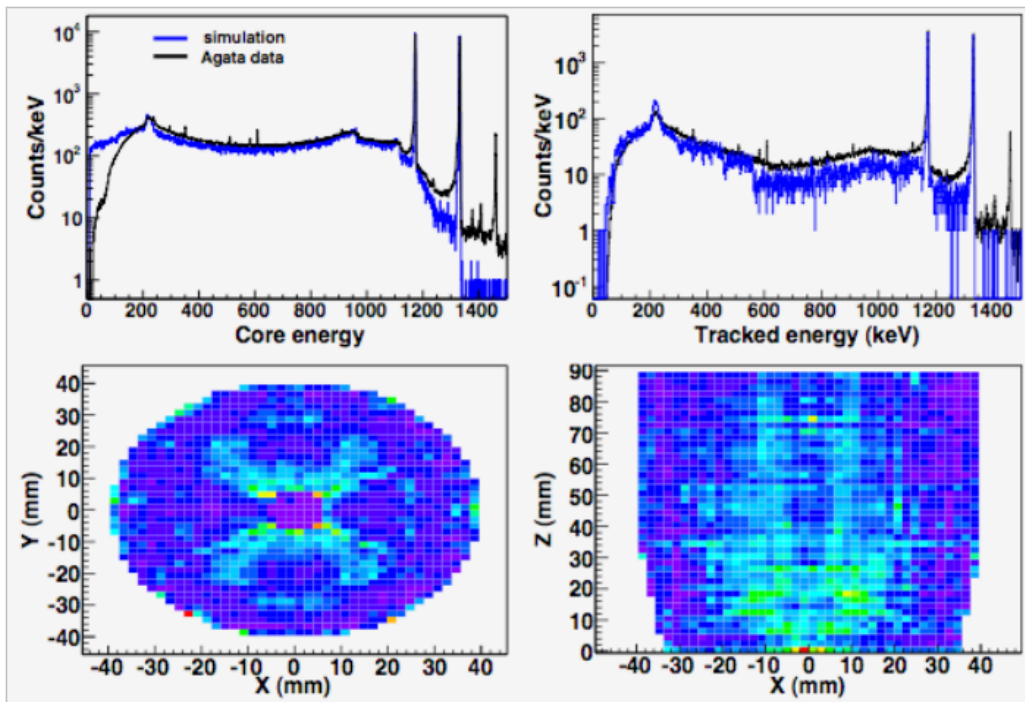 simulation
Agata data
Counts/keV
10⁴
10³
10²
10
1
0 200 400 600 800 1000 1200 1400
Core energy
Counts/keV
10³
10²
10
1
10⁻¹
0 200 400 600 800 1000 1200 1400
Tracked energy (keV)
Y (mm)
40
30
20
10
0
-10
-20
-30
-40
-40 -30 -20 -10 0 10 20 30 40
X (mm)
Z (mm)
90
80
70
60
50
40
30
20
10
0
-40 -30 -20 -10 0 10 20 30 40
X (mm)